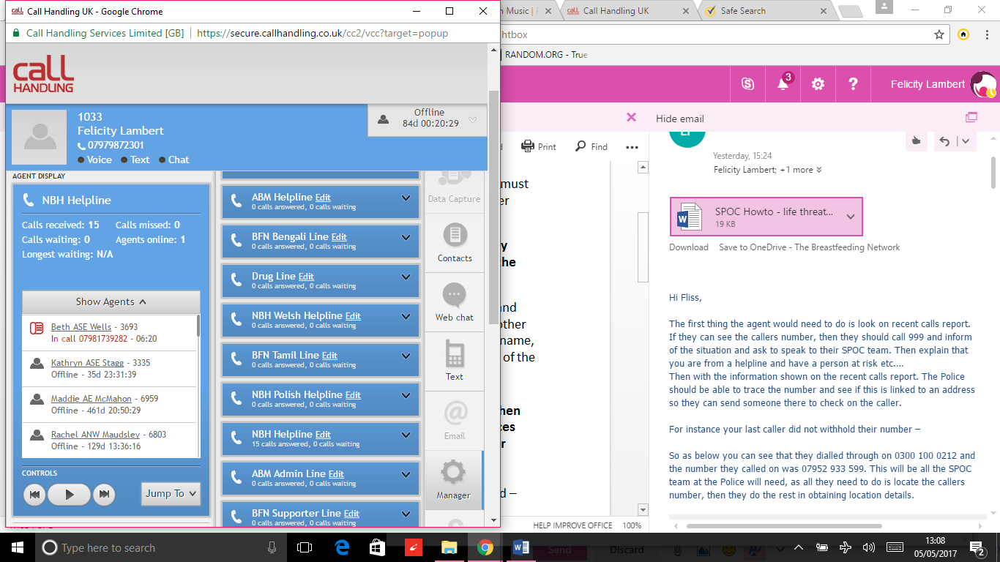 Call Handling UK - Google Chrome
Call Handling Services Limited [GB] https://secure.callhandling.co.uk/cc2/vcc?target=popup
call
HANDLING
1033
Felicity Lambert
07979872301
Voice Text Chat
Offline
84d 00:20:29
AGENT DISPLAY
NBH Helpline
Calls received: 15 Calls missed: 0
Calls waiting: 0 Agents online: 1
Longest waiting: N/A
Show Agents
Beth ASE Wells - 3693
In call 07981739282 - 06:20
Kathryn ASE Stagg - 3335
Offline - 35d 23:31:39
Maddie AE McMahon - 6959
Offline - 461d 20:50:29
Rachel ANW Maudsley - 6803
Offline - 129d 13:36:16
CONTROLS
Jump To
ABM Helpline Edit
0 calls answered, 0 calls waiting
BFN Bengali Line Edit
0 calls answered, 0 calls waiting
Drug Line Edit
0 calls answered, 0 calls waiting
NBH Welsh Helpline Edit
0 calls answered, 0 calls waiting
BFN Tamil Line Edit
0 calls answered, 0 calls waiting
NBH Polish Helpline Edit
0 calls answered, 0 calls waiting
NBH Helpline Edit
15 calls answered, 0 calls waiting
ABM Admin Line Edit
0 calls answered, 0 calls waiting
BFN Supporter Line Edit
0 calls answered, 0 calls waiting
Data Capture
Contacts
Web chat
Text
Email
Manager
Music |
Call Handling UK
Safe Search
htbox
RANDOM.ORG - True
3
?
Felicity Lambert
Hide email
Print
Find
must
er
y
the
nd
other
name,
of the
hen
ces
r
d –
HELP IMPROVE OFFICE 100%
Yesterday, 15:24
Felicity Lambert; +1 more
SPOC Howto - life threat...
19 KB
Download Save to OneDrive - The Breastfeeding Network
Hi Fliss,
The first thing the agent would need to do is look on recent calls report.
If they can see the callers number, then they should call 999 and inform
of the situation and ask to speak to their SPOC team. Then explain that
you are from a helpline and have a person at risk etc....
Then with the information shown on the recent calls report. The Police
should be able to trace the number and see if this is linked to an address
so they can send someone there to check on the caller.
For instance your last caller did not withhold their number –
So as below you can see that they dialled through on 0300 100 0212 and
the number they called on was 07952 933 599. This will be all the SPOC
team at the Police will need, as all they need to do is locate the callers
number, then they do the rest in obtaining location details.
Send Discard
Type here to search
13:08
05/05/2017
2